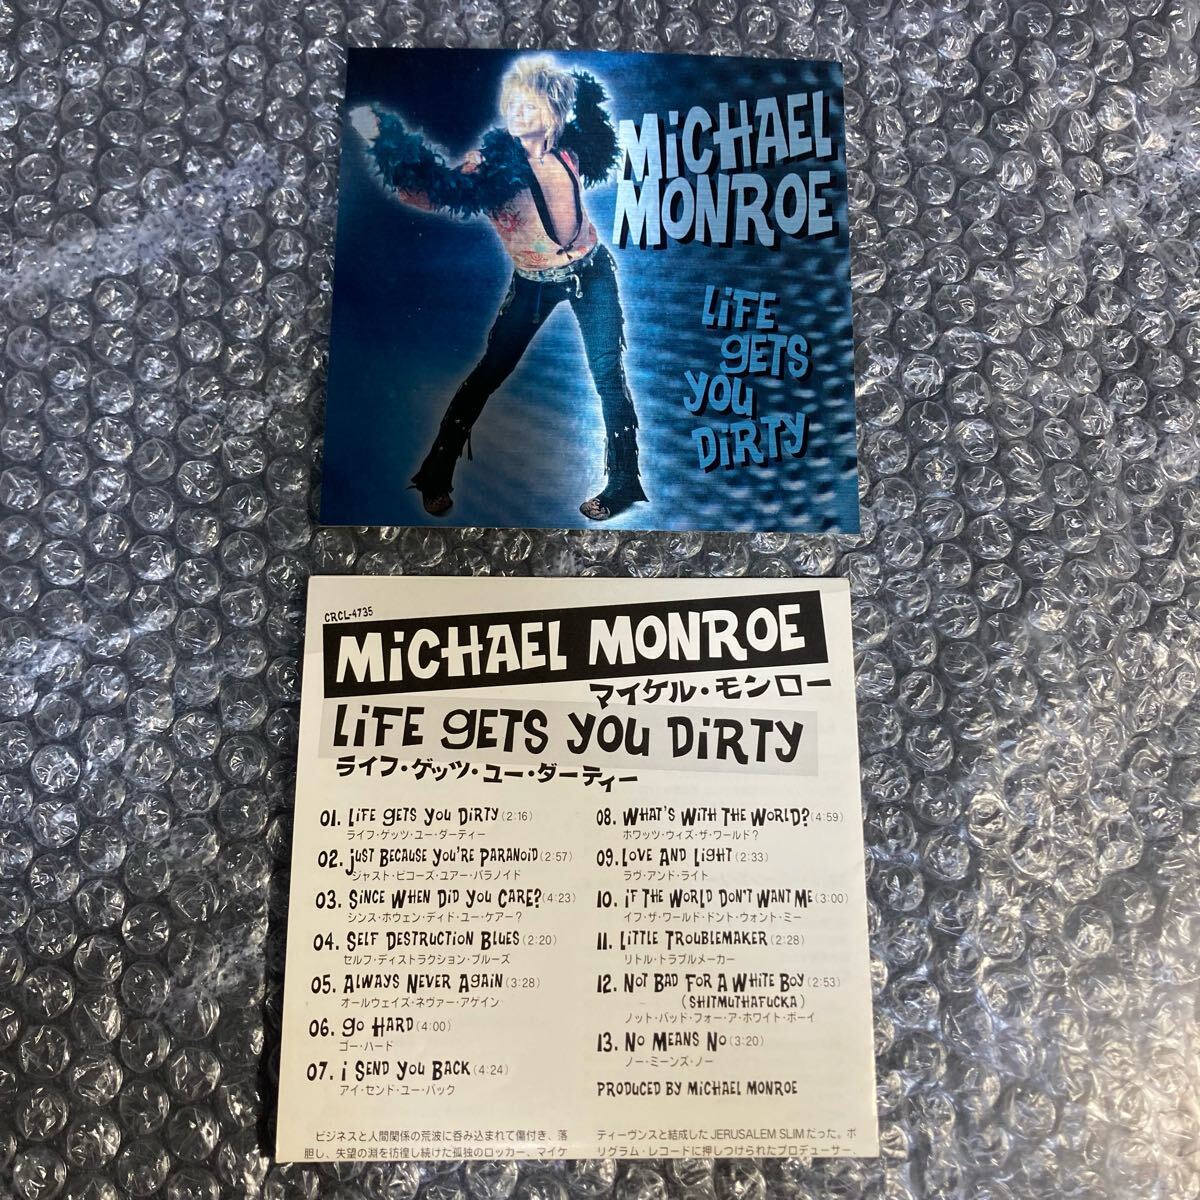 MiCHAEL
MONROE
LiFE
gETS
YOU
DiRTY
CRCL-4735
MiCHAEL MONROE
マイケル・モンロー
LiFE gETS YOU DiRTY
ライフ・ゲッツ・ユー・ダーティー
01. LiFE gETS YOU DiRTY(2:16)
ライフ・ゲッツ・ユー・ダーティー
02. JUST BECAUSE YOU'RE PARANOiD(2:57)
ジャスト・ビコーズ・ユアー・パラノイド
03. SiNCE WHEN DiD YOU CARE?(4:23)
シンス・ホウェン・ディド・ユー・ケアー?
04. SELF DESTRUCTiON BLUES(2:20)
セルフ・ディストラクション・ブルーズ
05. ALWAYS NEVER AGAiN(3:28)
オールウェイズ・ネヴァー・アゲイン
06. gO HARD(4:00)
ゴー・ハード
07. i SEND YOU BACK(4:24)
アイ・センド・ユー・バック
08. WHAT'S WiTH THE WORLD?(4:59)
ホワッツ・ウィズ・ザ・ワールド?
09. LOVE AND LigHT(2:33)
ラヴ・アンド・ライト
10. iF THE WORLD DON'T WANT ME(3:00)
イフ・ザ・ワールド・ドント・ウォント・ミー
11. LiTTLE TROUBLEMAKER(2:28)
リトル・トラブルメーカー
12. NOT BAD FOR A WHiTE BOY(2:53)
(SHiTMUTHAFUCKA)
ノット・バッド・フォー・ア・ホワイト・ボーイ
13. NO MEANS NO(3:20)
ノー・ミーンズ・ノー
PRODUCED BY MiCHAEL MONROE
ビジネスと人間関係の荒波に呑み込まれて傷付き、落
胆し、失望の淵を彷徨し続けた孤独のロッカー、マイケ
ティーヴンスと結成したJERUSALEM SLIMだった。ポ
リグラム・レコードに押しつけられたプロデューサー、